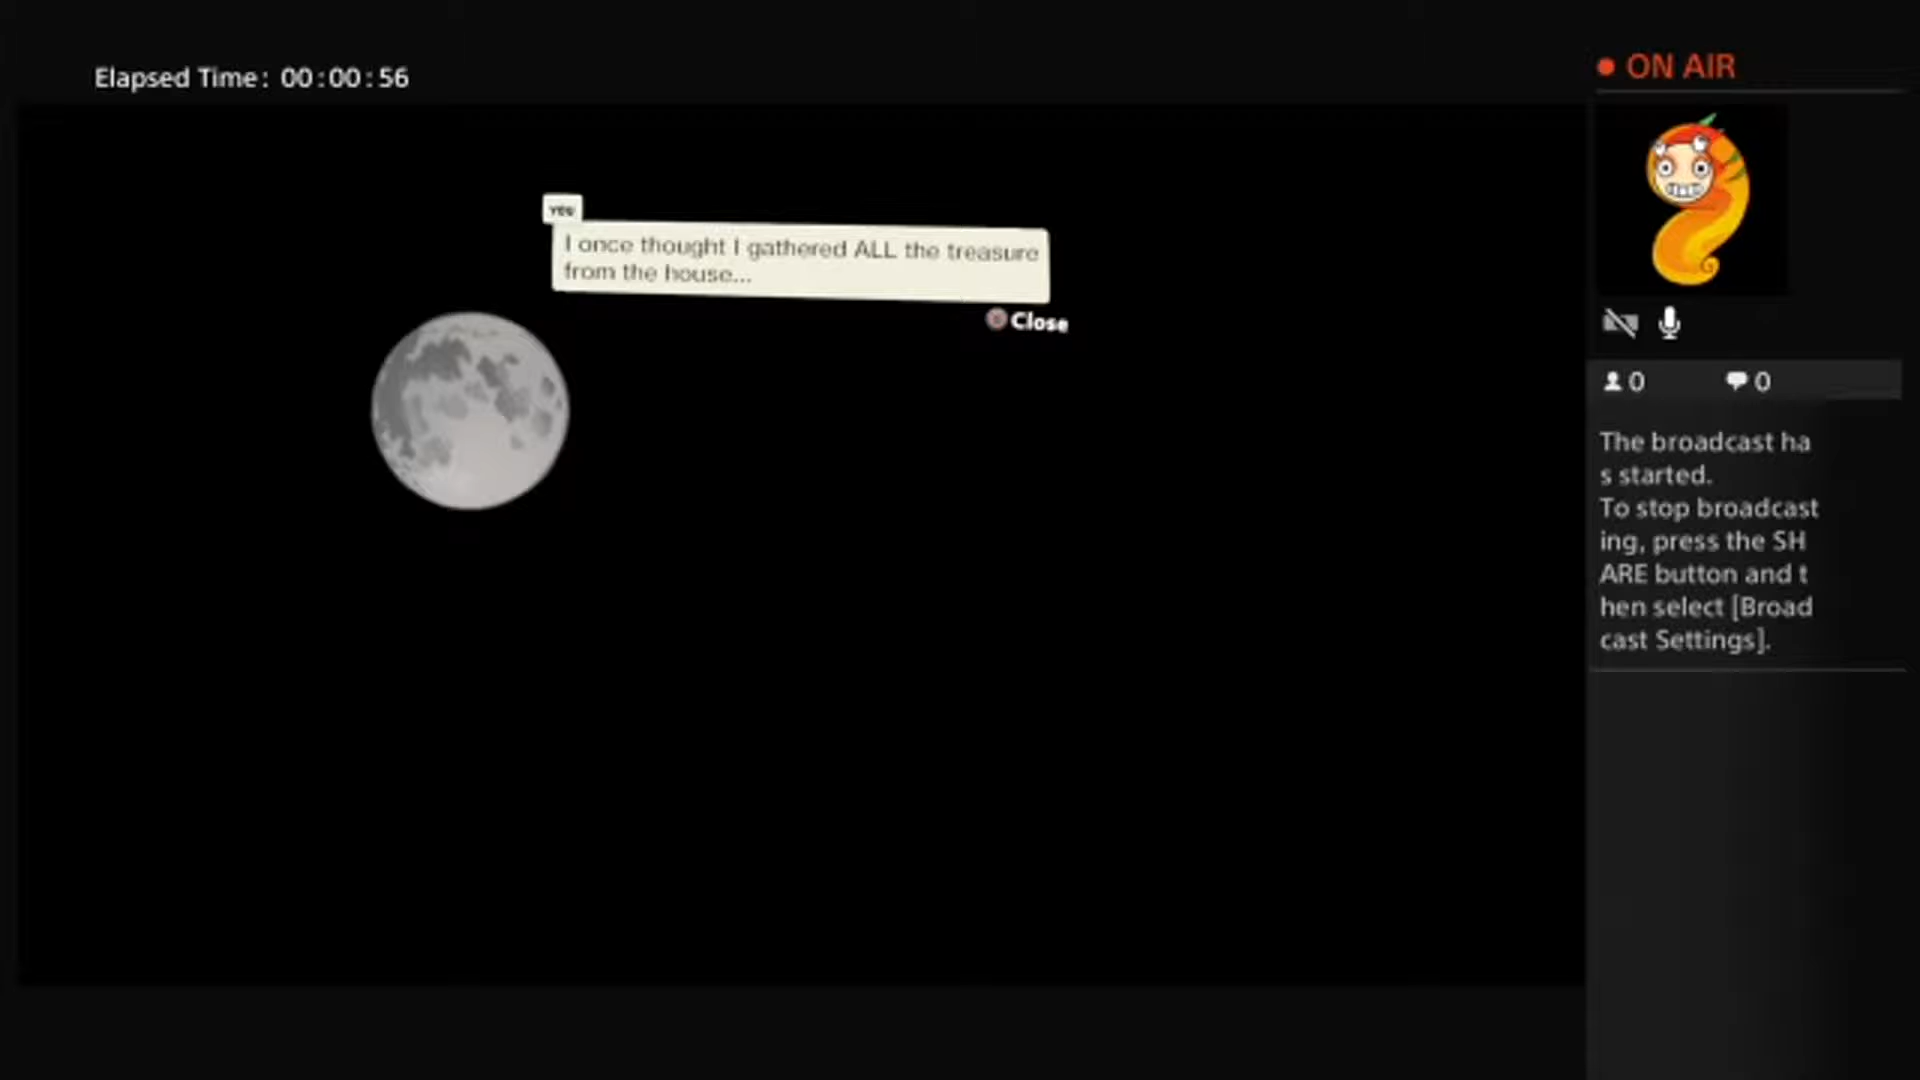 Elapsed Time: 00:00:56
ON AIR
you
I once thought I gathered ALL the treasure
from the house...
Close
0
0
The broadcast ha
s started.
To stop broadcast
ing, press the SH
ARE button and t
hen select [Broad
cast Settings].